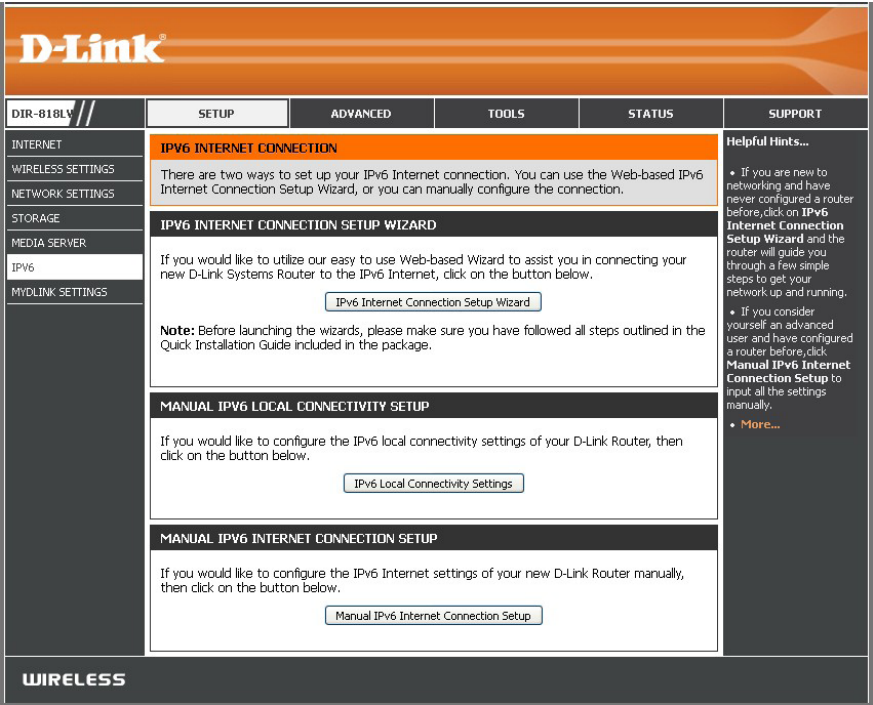 D-Link®
DIR-818LW
SETUP
ADVANCED
TOOLS
STATUS
SUPPORT
INTERNET
WIRELESS SETTINGS
NETWORK SETTINGS
STORAGE
MEDIA SERVER
IPV6
MYDLINK SETTINGS
IPV6 INTERNET CONNECTION
There are two ways to set up your IPv6 Internet connection. You can use the Web-based IPv6
Internet Connection Setup Wizard, or you can manually configure the connection.
IPV6 INTERNET CONNECTION SETUP WIZARD
If you would like to utilize our easy to use Web-based Wizard to assist you in connecting your
new D-Link Systems Router to the IPv6 Internet, click on the button below.
IPv6 Internet Connection Setup Wizard
Note: Before launching the wizards, please make sure you have followed all steps outlined in the
Quick Installation Guide included in the package.
MANUAL IPV6 LOCAL CONNECTIVITY SETUP
If you would like to configure the IPv6 local connectivity settings of your D-Link Router, then
click on the button below.
IPv6 Local Connectivity Settings
MANUAL IPV6 INTERNET CONNECTION SETUP
If you would like to configure the IPv6 Internet settings of your new D-Link Router manually,
then click on the button below.
Manual IPv6 Internet Connection Setup
Helpful Hints...
• If you are new to
networking and have
never configured a router
before,click on IPv6
Internet Connection
Setup Wizard and the
router will guide you
through a few simple
steps to get your
network up and running.
• If you consider
yourself an advanced
user and have configured
a router before,click
Manual IPv6 Internet
Connection Setup to
input all the settings
manually.
• More...
WIRELESS